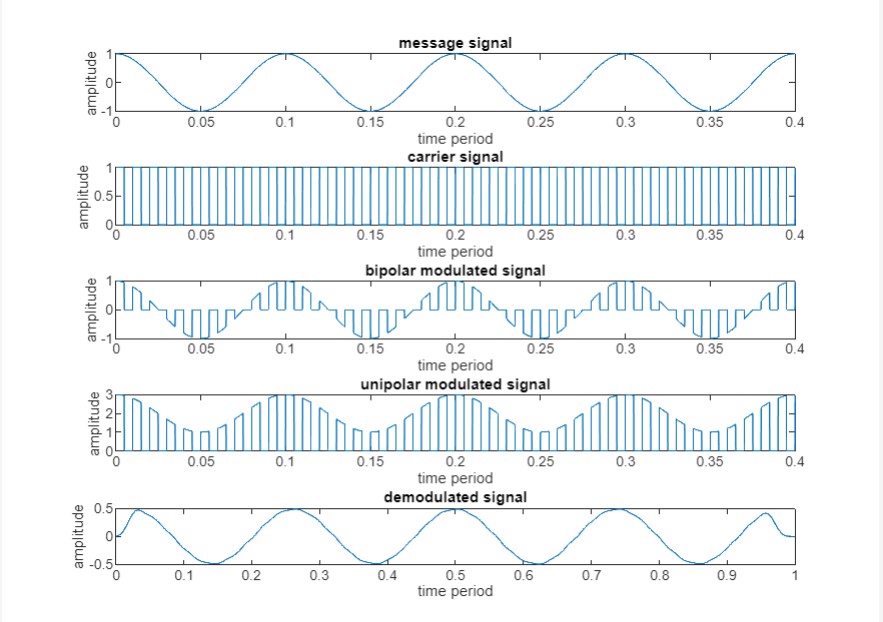 message signal
amplitude
1
0
-1
0 0.05 0.1 0.15 0.2 0.25 0.3 0.35 0.4
time period
carrier signal
amplitude
1
0.5
0
0 0.05 0.1 0.15 0.2 0.25 0.3 0.35 0.4
time period
bipolar modulated signal
amplitude
1
0
-1
0 0.05 0.1 0.15 0.2 0.25 0.3 0.35 0.4
time period
unipolar modulated signal
amplitude
3
2
1
0
0 0.05 0.1 0.15 0.2 0.25 0.3 0.35 0.4
time period
demodulated signal
amplitude
0.5
0
-0.5
0 0.1 0.2 0.3 0.4 0.5 0.6 0.7 0.8 0.9 1
time period